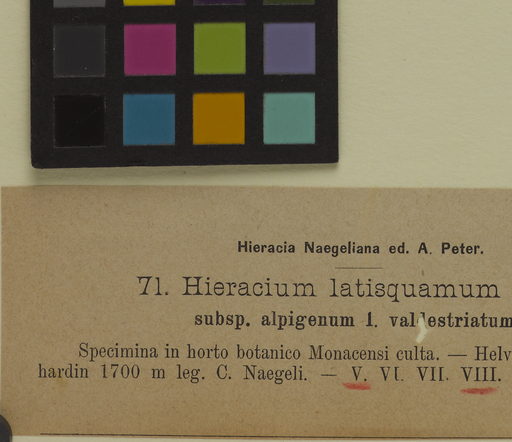 Hieracia Naegeliana ed. A. Peter.
71. Hieracium latisquamum
subsp. alpigenum 1. valdestriatum
Specimina in horto botanico Monacensi culta. — Helv
hardin 1700 m leg. C. Naegeli. — V. VI. VII. VIII.